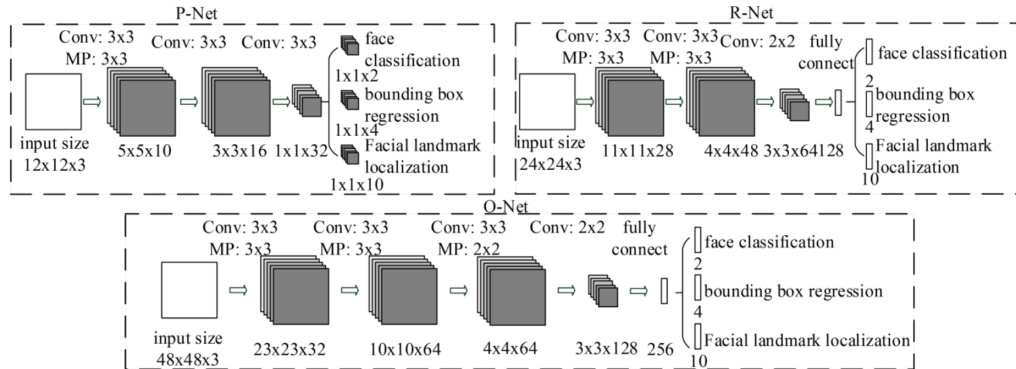 P-Net
Conv: 3x3 Conv: 3x3 Conv: 3x3
MP: 3x3
face
classification
1x1x2
bounding box
regression
1x1x4
Facial landmark
localization
1x1x10
input size
12x12x3
5x5x10 3x3x16 1x1x32
R-Net
Conv: 3x3 Conv: 3x3 Conv: 2x2 fully
MP: 3x3 MP: 3x3 connect
face classification
2
bounding box
regression
4
Facial landmark
localization
10
input size
24x24x3
11x11x28 4x4x48 3x3x64 128
O-Net
Conv: 3x3 Conv: 3x3 Conv: 3x3 Conv: 2x2 fully
MP: 3x3 MP: 3x3 MP: 2x2 connect
face classification
2
bounding box regression
4
Facial landmark localization
10
input size
48x48x3
23x23x32 10x10x64 4x4x64 3x3x128 256